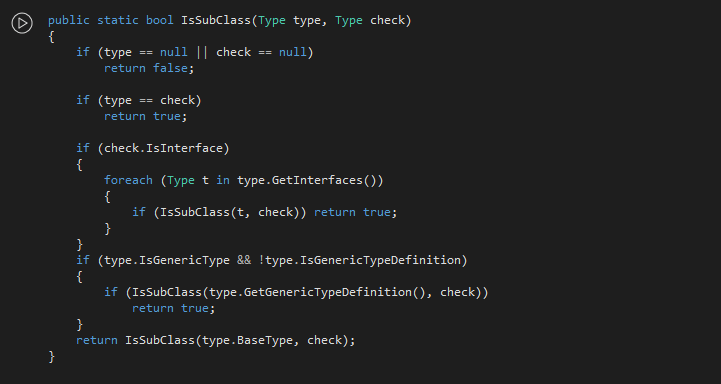 public static bool IsSubClass(Type type, Type check)
{
    if (type == null || check == null)
        return false;

    if (type == check)
        return true;

    if (check.IsInterface)
    {
        foreach (Type t in type.GetInterfaces())
        {
            if (IsSubClass(t, check)) return true;
        }
    }
    if (type.IsGenericType && !type.IsGenericTypeDefinition)
    {
        if (IsSubClass(type.GetGenericTypeDefinition(), check))
            return true;
    }
    return IsSubClass(type.BaseType, check);
}